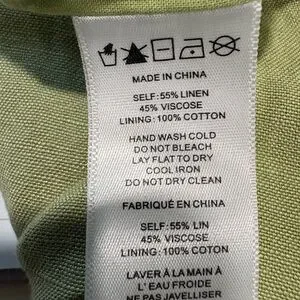 MADE IN CHINA
SELF: 55% LINEN
45% VISCOSE
LINING: 100% COTTON
HAND WASH COLD
DO NOT BLEACH
LAY FLAT TO DRY
COOL IRON
DO NOT DRY CLEAN
FABRIQUÉ EN CHINA
SELF: 55% LIN
45% VISCOSE
LINING: 100% COTON
LAVER À LA MAIN À
L' EAU FROIDE
NE PAS JAVELLISER